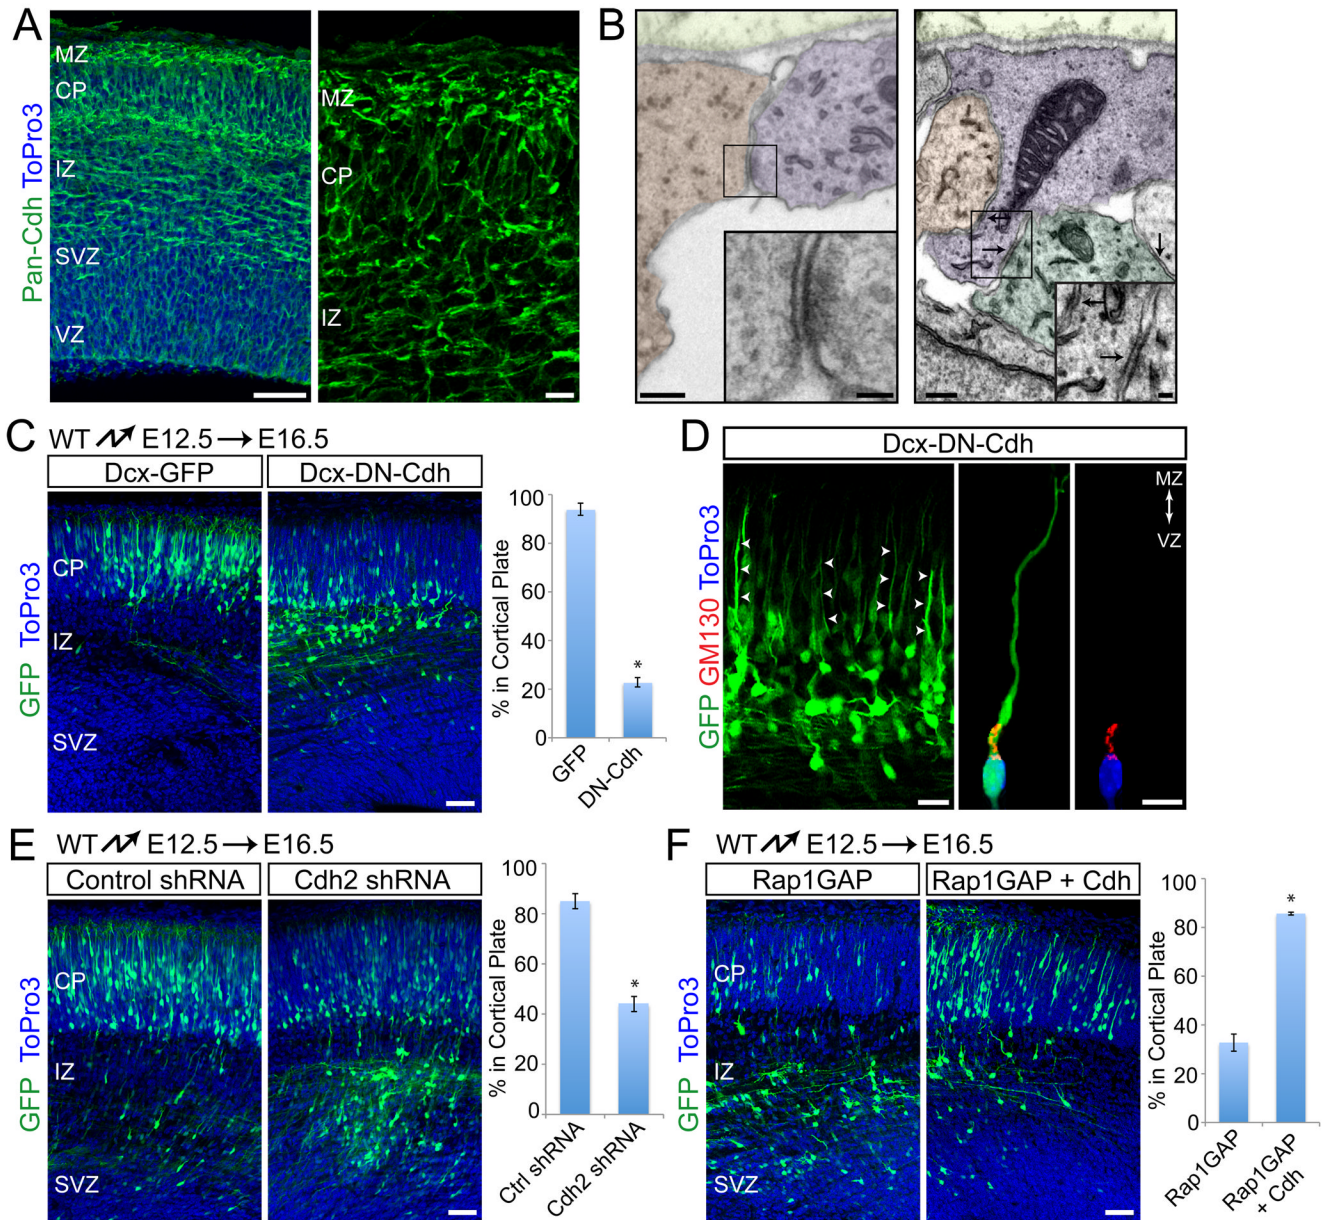 A
Pan-Cdh ToPro3
MZ
CP
IZ
SVZ
VZ
MZ
CP
IZ
B
C
WT E12.5 → E16.5
Dcx-GFP
Dcx-DN-Cdh
GFP ToPro3
CP
IZ
SVZ
% in Cortical Plate
100
80
60
40
20
0
*
GFP
DN-Cdh
D
Dcx-DN-Cdh
GFP GM130 ToPro3
MZ
VZ
E
WT E12.5 → E16.5
Control shRNA
Cdh2 shRNA
GFP ToPro3
CP
IZ
SVZ
% in Cortical Plate
100
80
60
40
20
0
*
Ctrl shRNA
Cdh2 shRNA
F
WT E12.5 → E16.5
Rap1GAP
Rap1GAP + Cdh
GFP ToPro3
CP
IZ
SVZ
% in Cortical Plate
100
80
60
40
20
0
*
Rap1GAP
Rap1GAP
+ Cdh